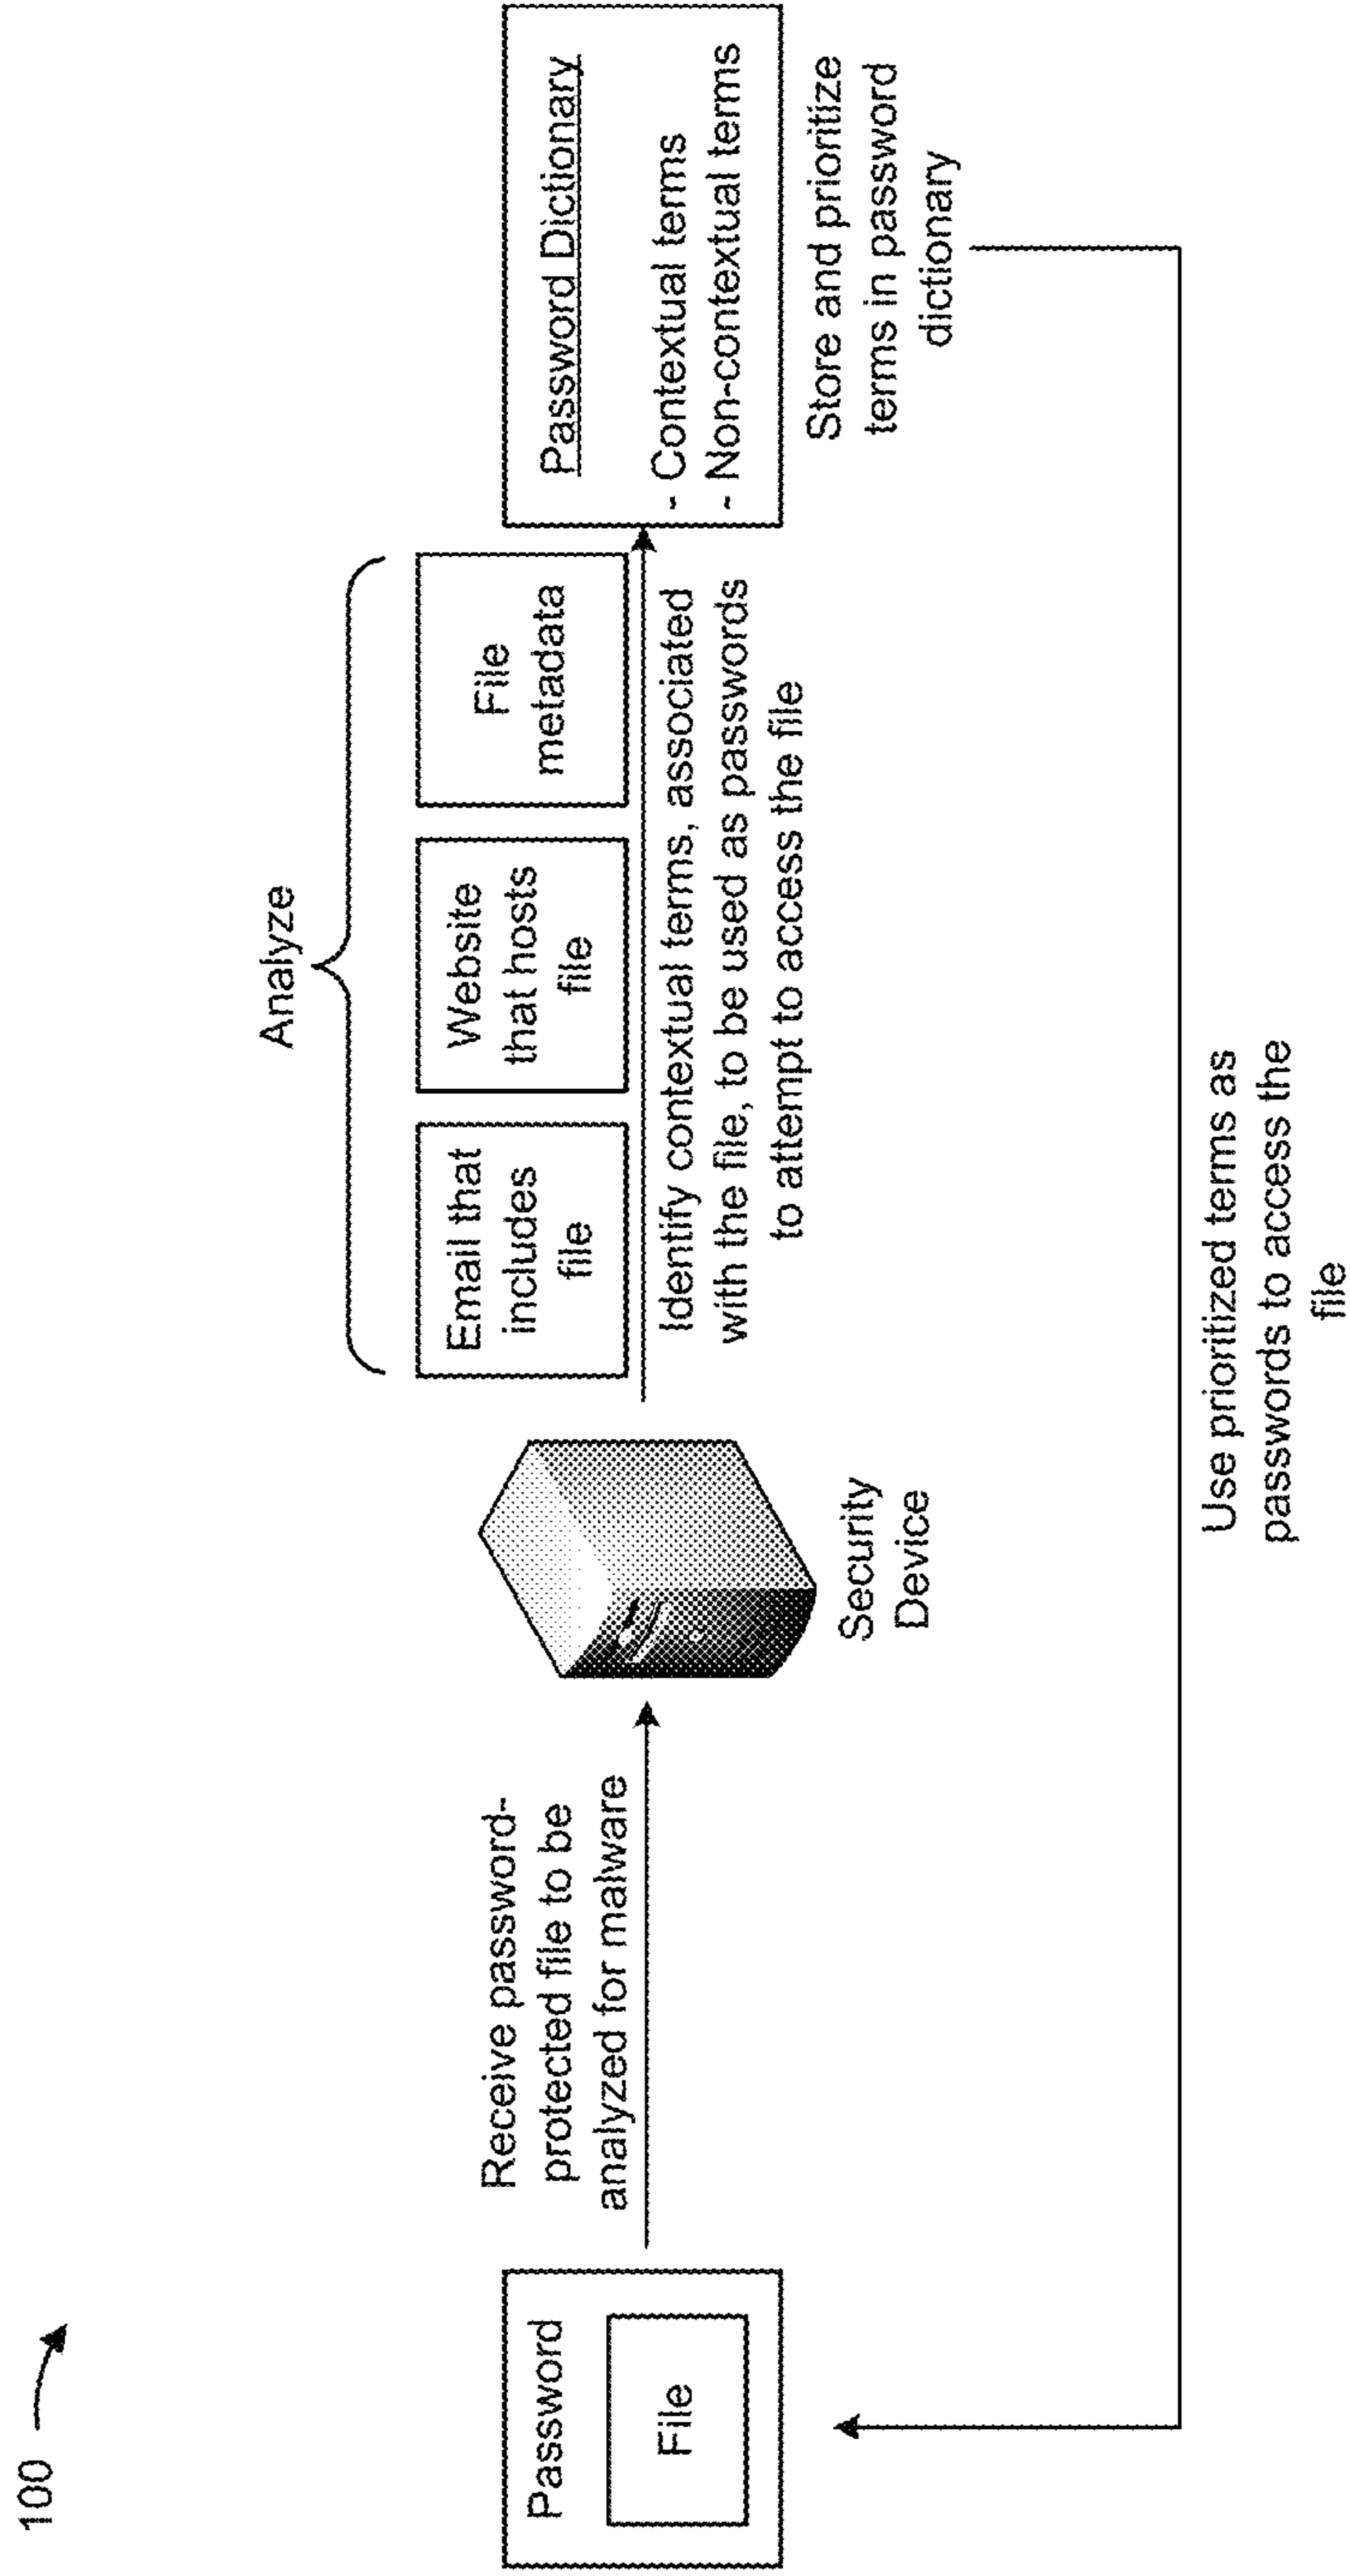 100
Analyze
Email that
includes
file
Website
that hosts
file
File
metadata
Password
File
Receive password-
protected file to be
analyzed for malware
Security
Device
Identify contextual terms, associated
with the file, to be used as passwords
to attempt to access the file
Password Dictionary
- Contextual terms
- Non-contextual terms
Store and prioritize
terms in password
dictionary
Use prioritized terms as
passwords to access the
file